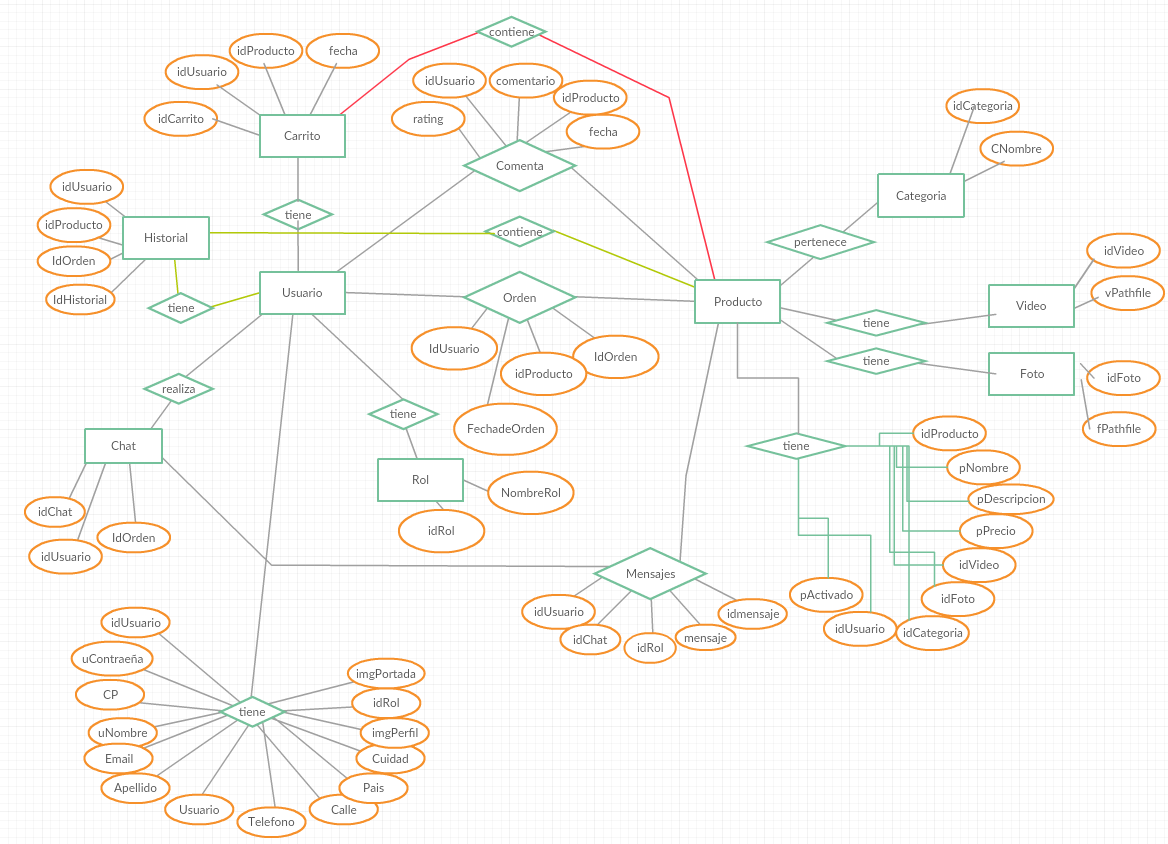 contiene
idProducto
fecha
idUsuario
idCarrito
Carrito
idUsuario
comentario
idProducto
rating
fecha
Comenta
idCategoria
CNombre
Categoria
idUsuario
idProducto
IdOrden
IdHistorial
Historial
tiene
contiene
pertenece
idVideo
vPathfile
Video
tiene
Usuario
Orden
Producto
tiene
tiene
Foto
idFoto
fPathfile
IdUsuario
idProducto
IdOrden
FechadeOrden
realiza
tiene
Chat
Rol
NombreRol
idRol
idChat
idUsuario
IdOrden
tiene
idProducto
pNombre
pDescripcion
pPrecio
idVideo
idFoto
idCategoria
idUsuario
pActivado
Mensajes
idUsuario
idChat
idRol
mensaje
idmensaje
idUsuario
uContraeña
CP
uNombre
Email
Apellido
Usuario
Telefono
Calle
Pais
Cuidad
imgPerfil
idRol
imgPortada
tiene